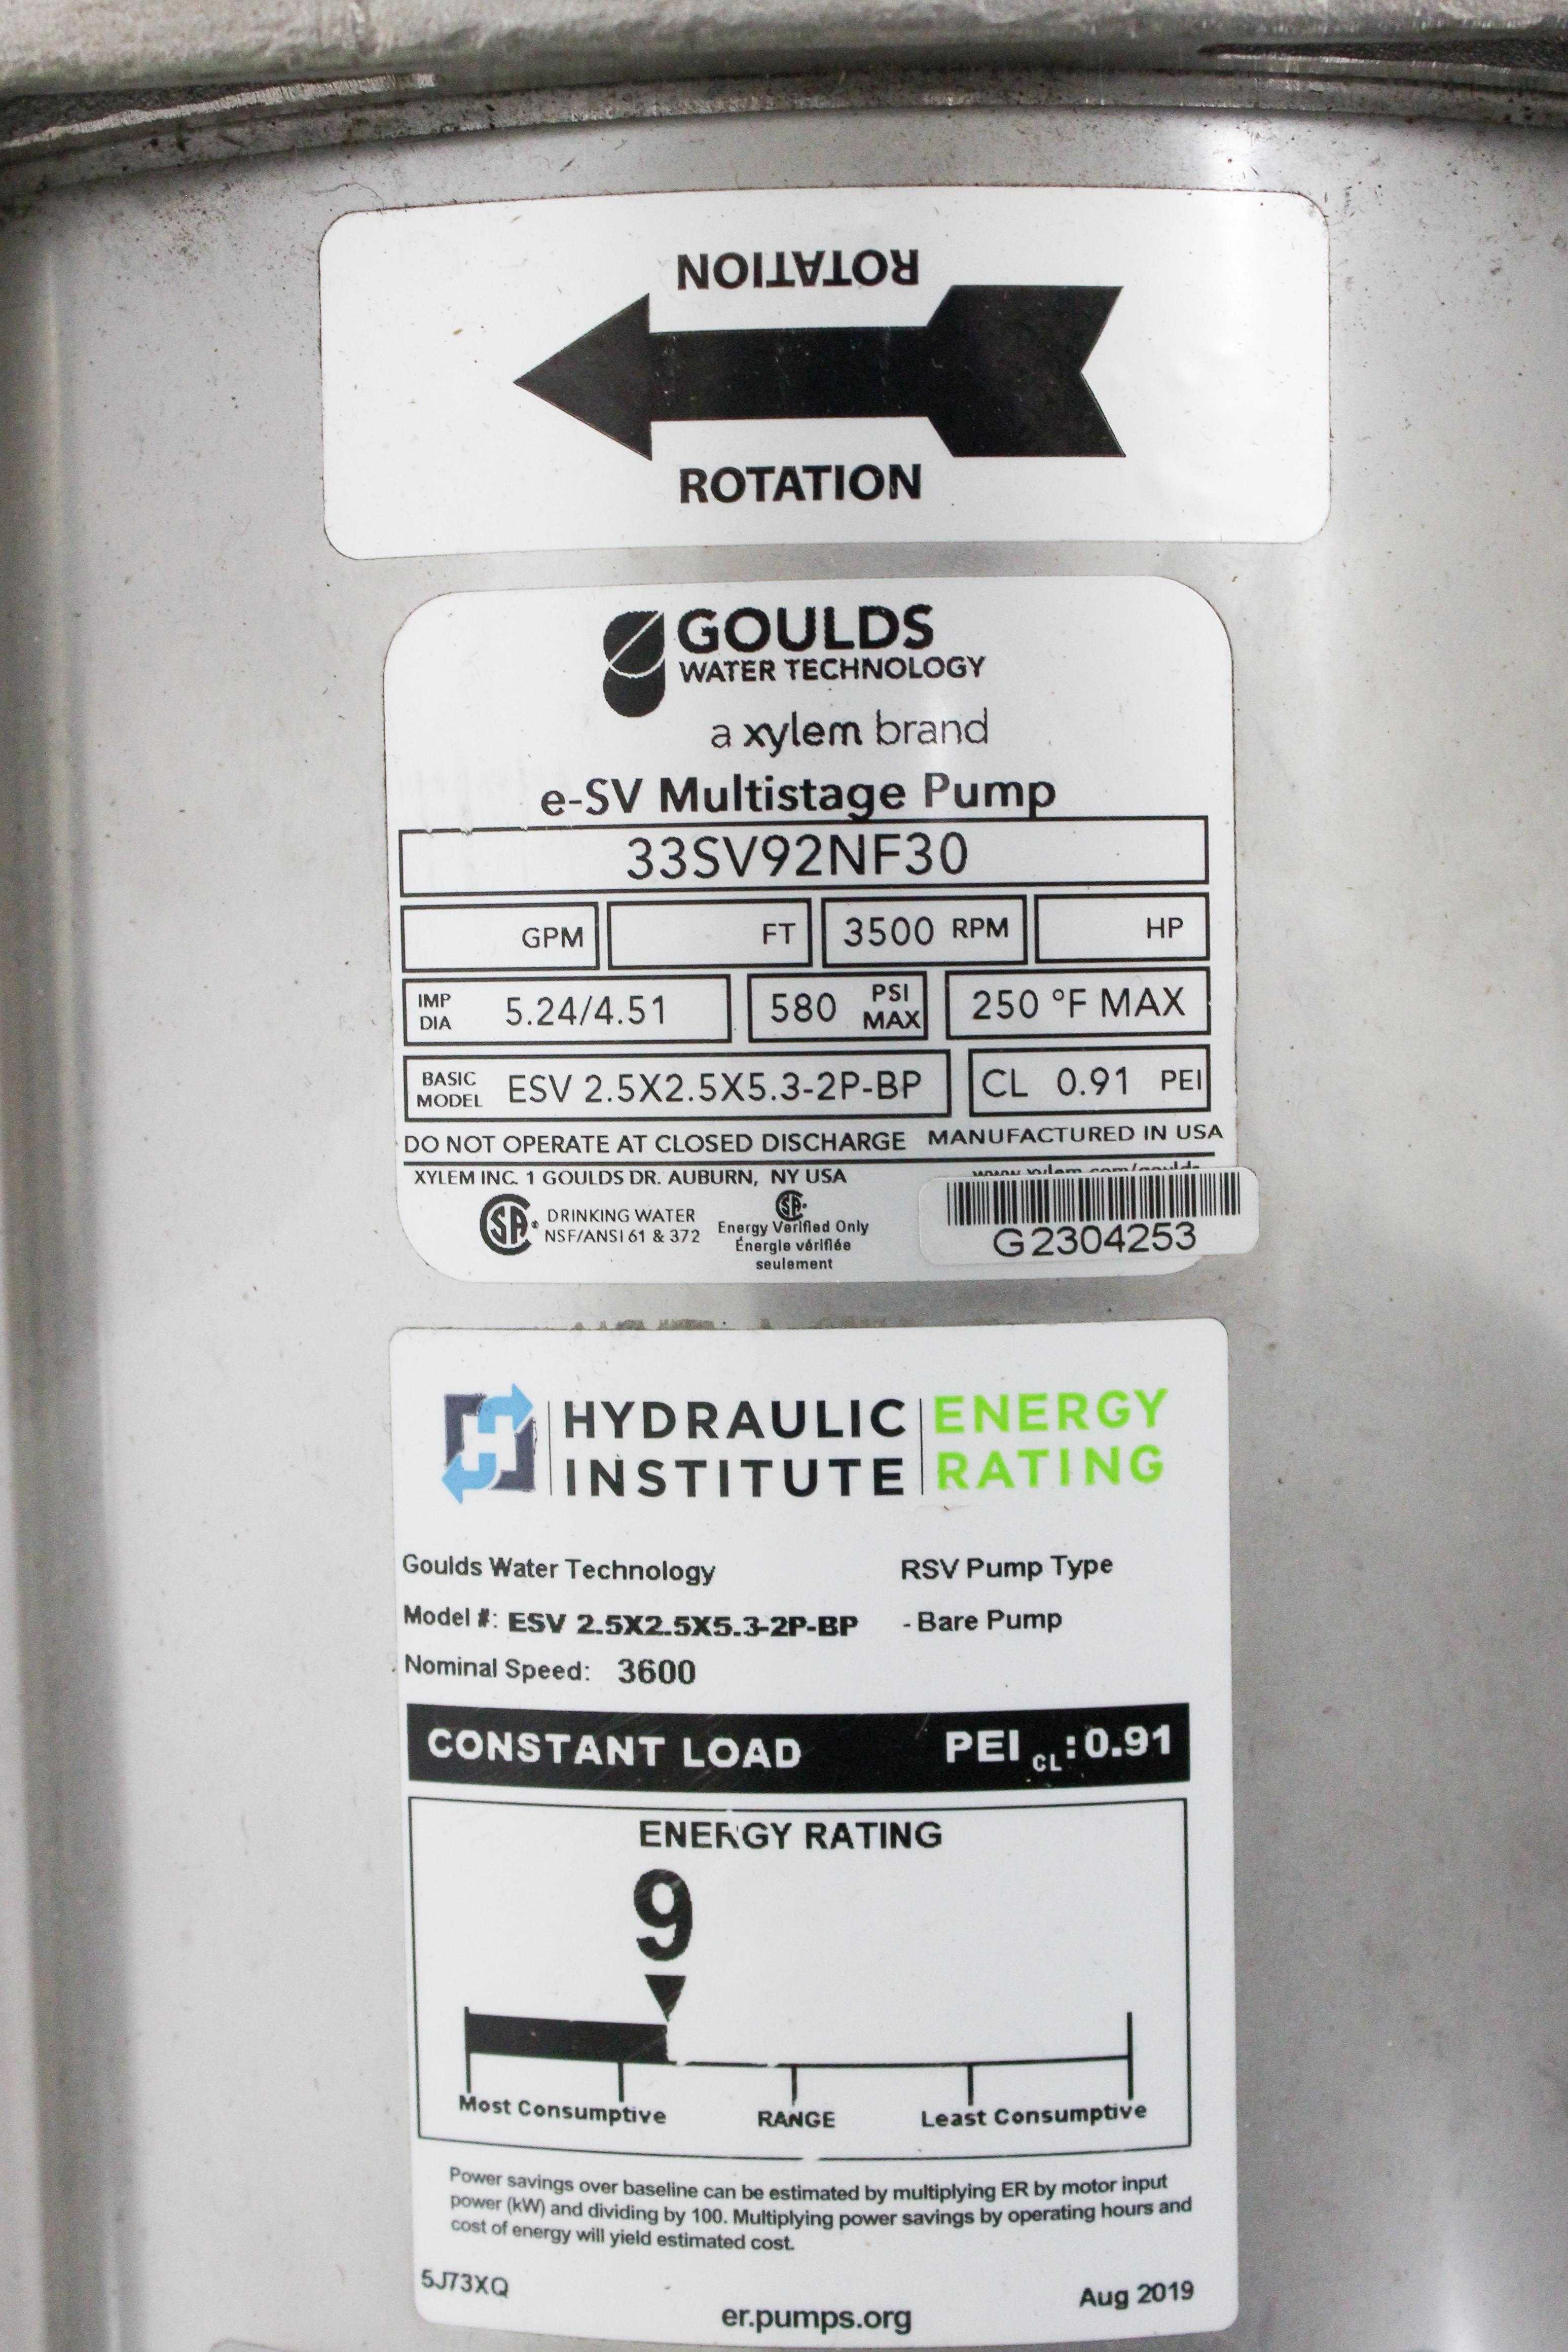 ROTATION
ROTATION
GOULDS
WATER TECHNOLOGY
a xylem brand
e-SV Multistage Pump
33SV92NF30
GPM FT 3500 RPM HP
IMP DIA 5.24/4.51 580 PSI MAX 250 °F MAX
BASIC MODEL ESV 2.5X2.5X5.3-2P-BP CL 0.91 PEI
DO NOT OPERATE AT CLOSED DISCHARGE MANUFACTURED IN USA
XYLEM INC. 1 GOULDS DR. AUBURN, NY USA www.xylem.com/goulds
SA® DRINKING WATER
NSF/ANSI 61 & 372
SA®
Energy Verified Only
Énergie vérifiée
seulement
G2304253
HYDRAULIC
INSTITUTE
ENERGY
RATING
Goulds Water Technology RSV Pump Type
Model #: ESV 2.5X2.5X5.3-2P-BP - Bare Pump
Nominal Speed: 3600
CONSTANT LOAD PEI CL:0.91
ENERGY RATING
9
Most Consumptive RANGE Least Consumptive
Power savings over baseline can be estimated by multiplying ER by motor input
power (kW) and dividing by 100. Multiplying power savings by operating hours and
cost of energy will yield estimated cost.
5J73XQ Aug 2019
er.pumps.org